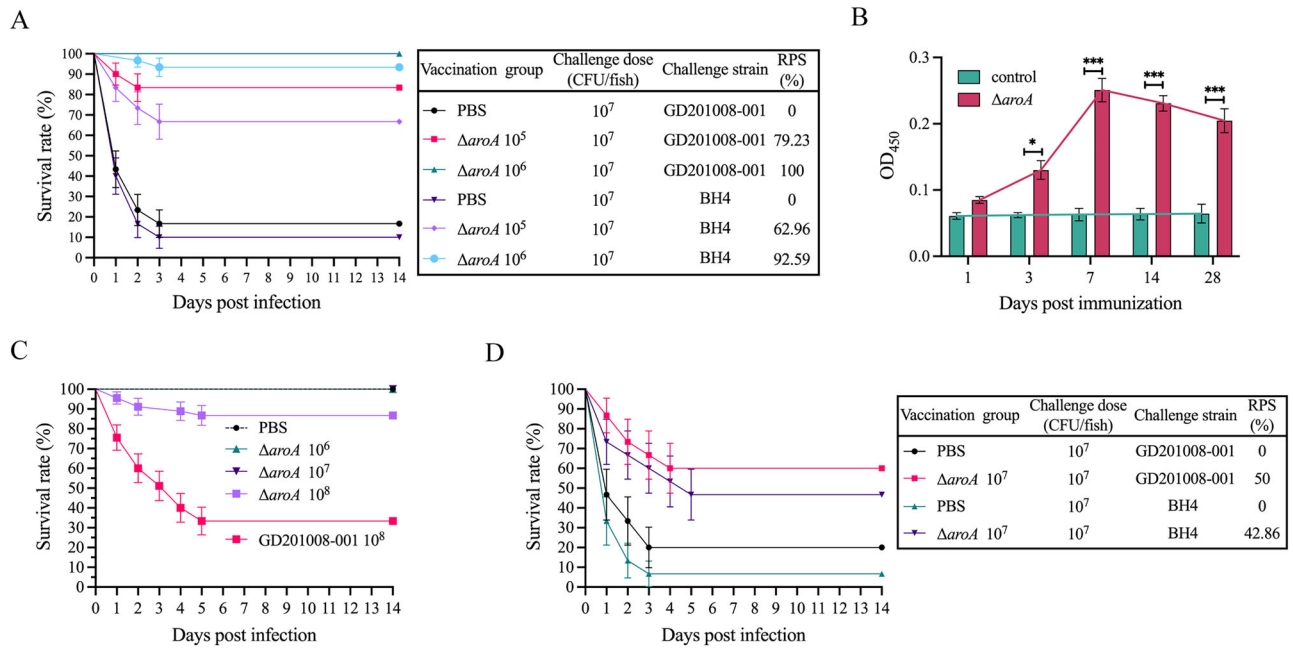 A
Survival rate (%)
100
90
80
70
60
50
40
30
20
10
0
0 1 2 3 4 5 6 7 8 9 10 11 12 13 14
Days post infection
Vaccination group Challenge dose (CFU/fish) Challenge strain RPS (%)
PBS 10⁷ GD201008-001 0
ΔaroA 10⁵ 10⁷ GD201008-001 79.23
ΔaroA 10⁶ 10⁷ GD201008-001 100
PBS 10⁷ BH4 0
ΔaroA 10⁵ 10⁷ BH4 62.96
ΔaroA 10⁶ 10⁷ BH4 92.59
B
OD₄₅₀
0.3
0.2
0.1
0.0
control
ΔaroA
*
***
***
***
1 3 7 14 28
Days post immunization
C
Survival rate (%)
100
90
80
70
60
50
40
30
20
10
0
PBS
ΔaroA 10⁶
ΔaroA 10⁷
ΔaroA 10⁸
GD201008-001 10⁸
0 1 2 3 4 5 6 7 8 9 10 11 12 13 14
Days post infection
D
Survival rate (%)
100
90
80
70
60
50
40
30
20
10
0
0 1 2 3 4 5 6 7 8 9 10 11 12 13 14
Days post infection
Vaccination group Challenge dose (CFU/fish) Challenge strain RPS (%)
PBS 10⁷ GD201008-001 0
ΔaroA 10⁷ 10⁷ GD201008-001 50
PBS 10⁷ BH4 0
ΔaroA 10⁷ 10⁷ BH4 42.86